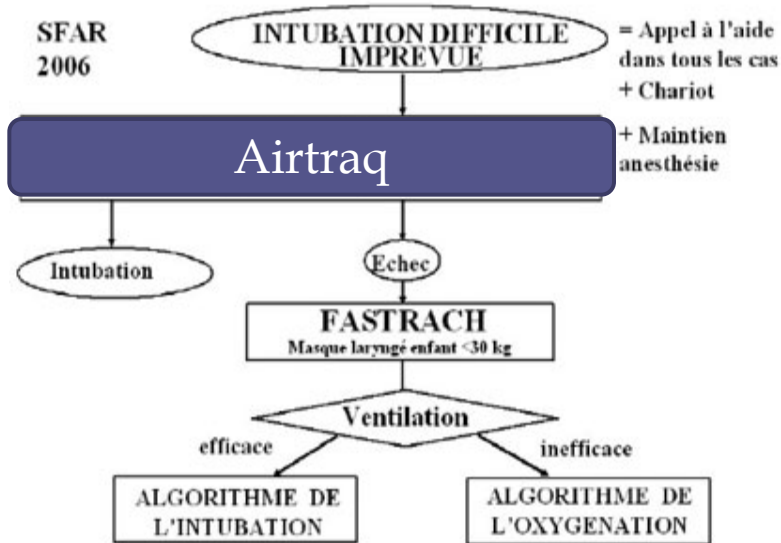 SFAR
2006
INTUBATION DIFFICILE
IMPREVUE
= Appel à l'aide
dans tous les cas
+ Chariot
+ Maintien
anesthésie
Airtraq
Intubation
Echec
FASTRACH
Masque laryngé enfant <30 kg
Ventilation
efficace
inefficace
ALGORITHME DE
L'INTUBATION
ALGORITHME DE
L'OXYGENATION